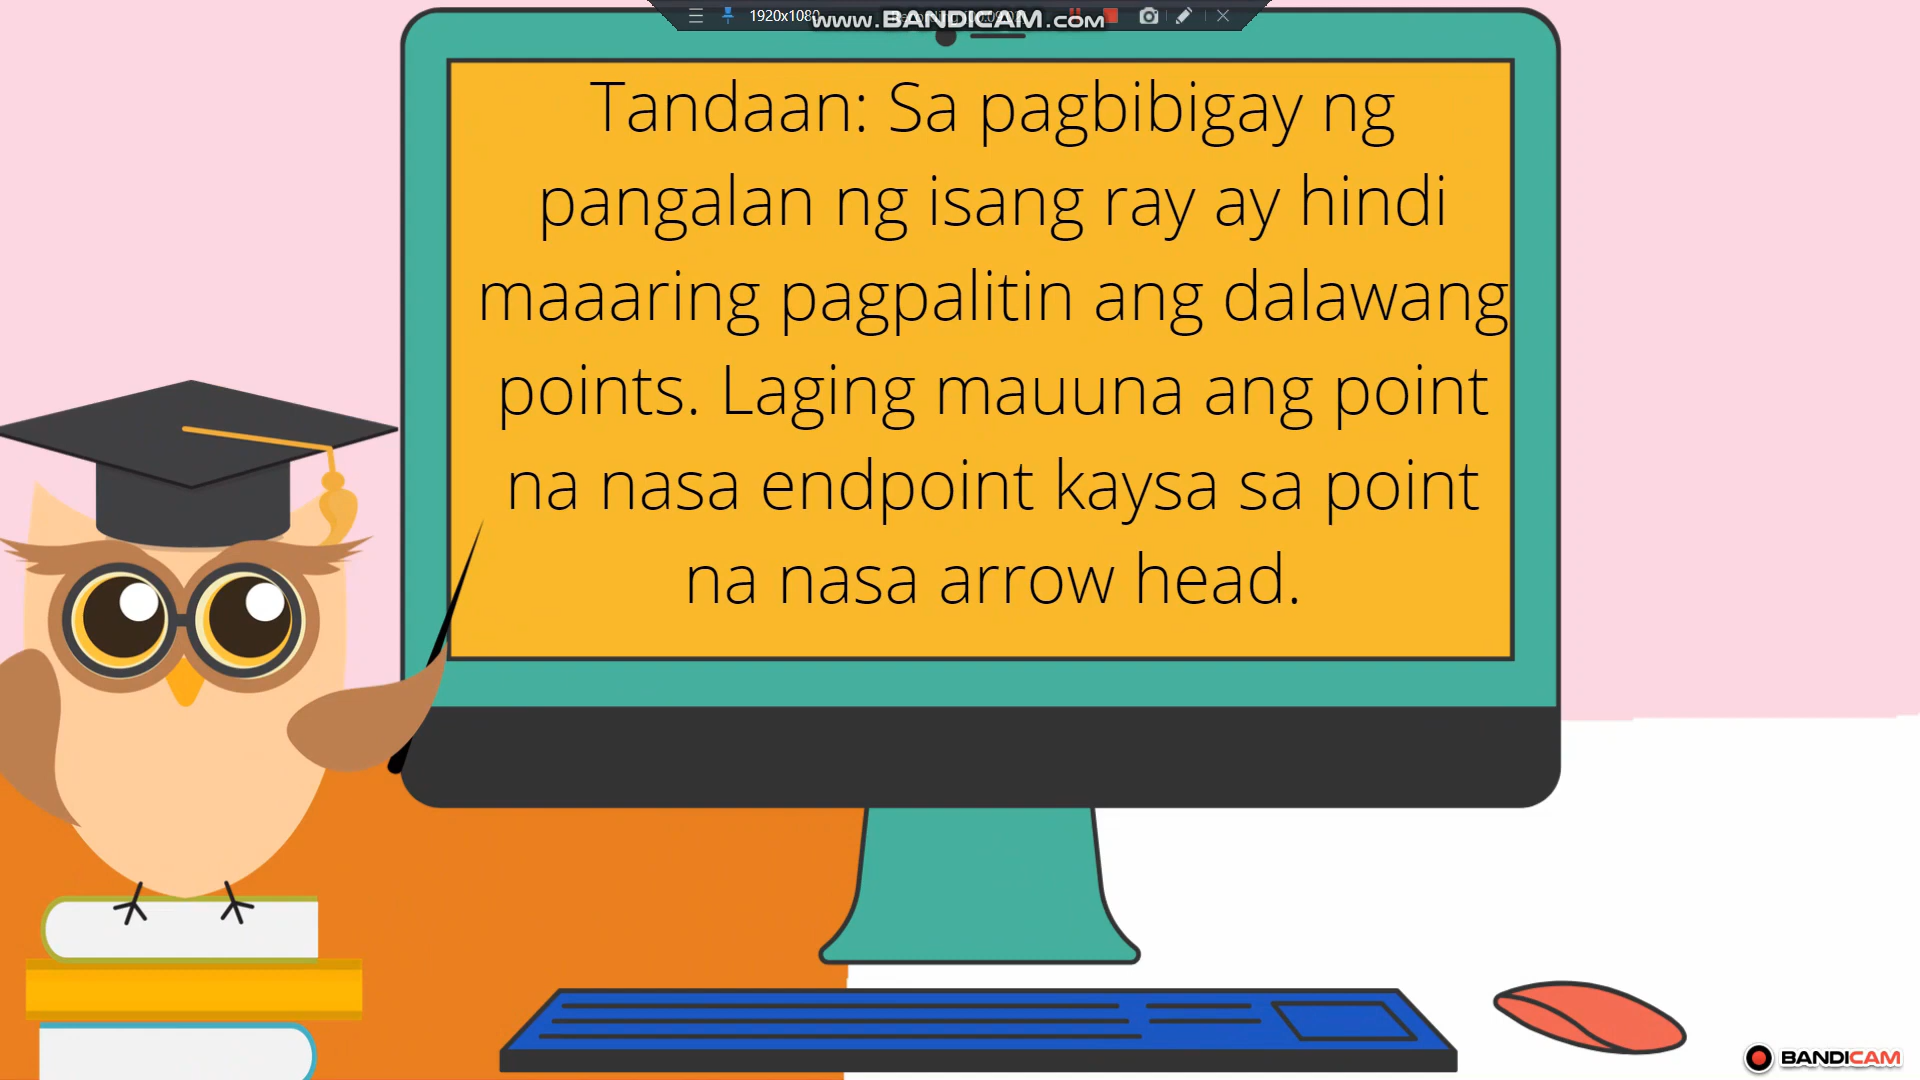 1920x1080
www.BANDICAM.com
Tandaan: Sa pagbibigay ng
pangalan ng isang ray ay hindi
maaaring pagpalitin ang dalawang
points. Laging mauuna ang point
na nasa endpoint kaysa sa point
na nasa arrow head.
BANDICAM